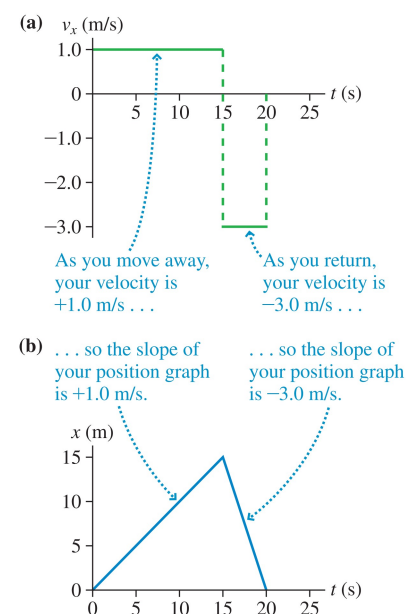 (a) vx (m/s)
1.0
0
5 10 15 20 25 t (s)
−1.0
−2.0
−3.0
As you move away,
your velocity is
+1.0 m/s . . .
As you return,
your velocity is
−3.0 m/s . . .
(b) . . . so the slope of
your position graph
is +1.0 m/s.
. . . so the slope of
your position graph
is −3.0 m/s.
x (m)
15
10
5
0
0 5 10 15 20 25 t (s)